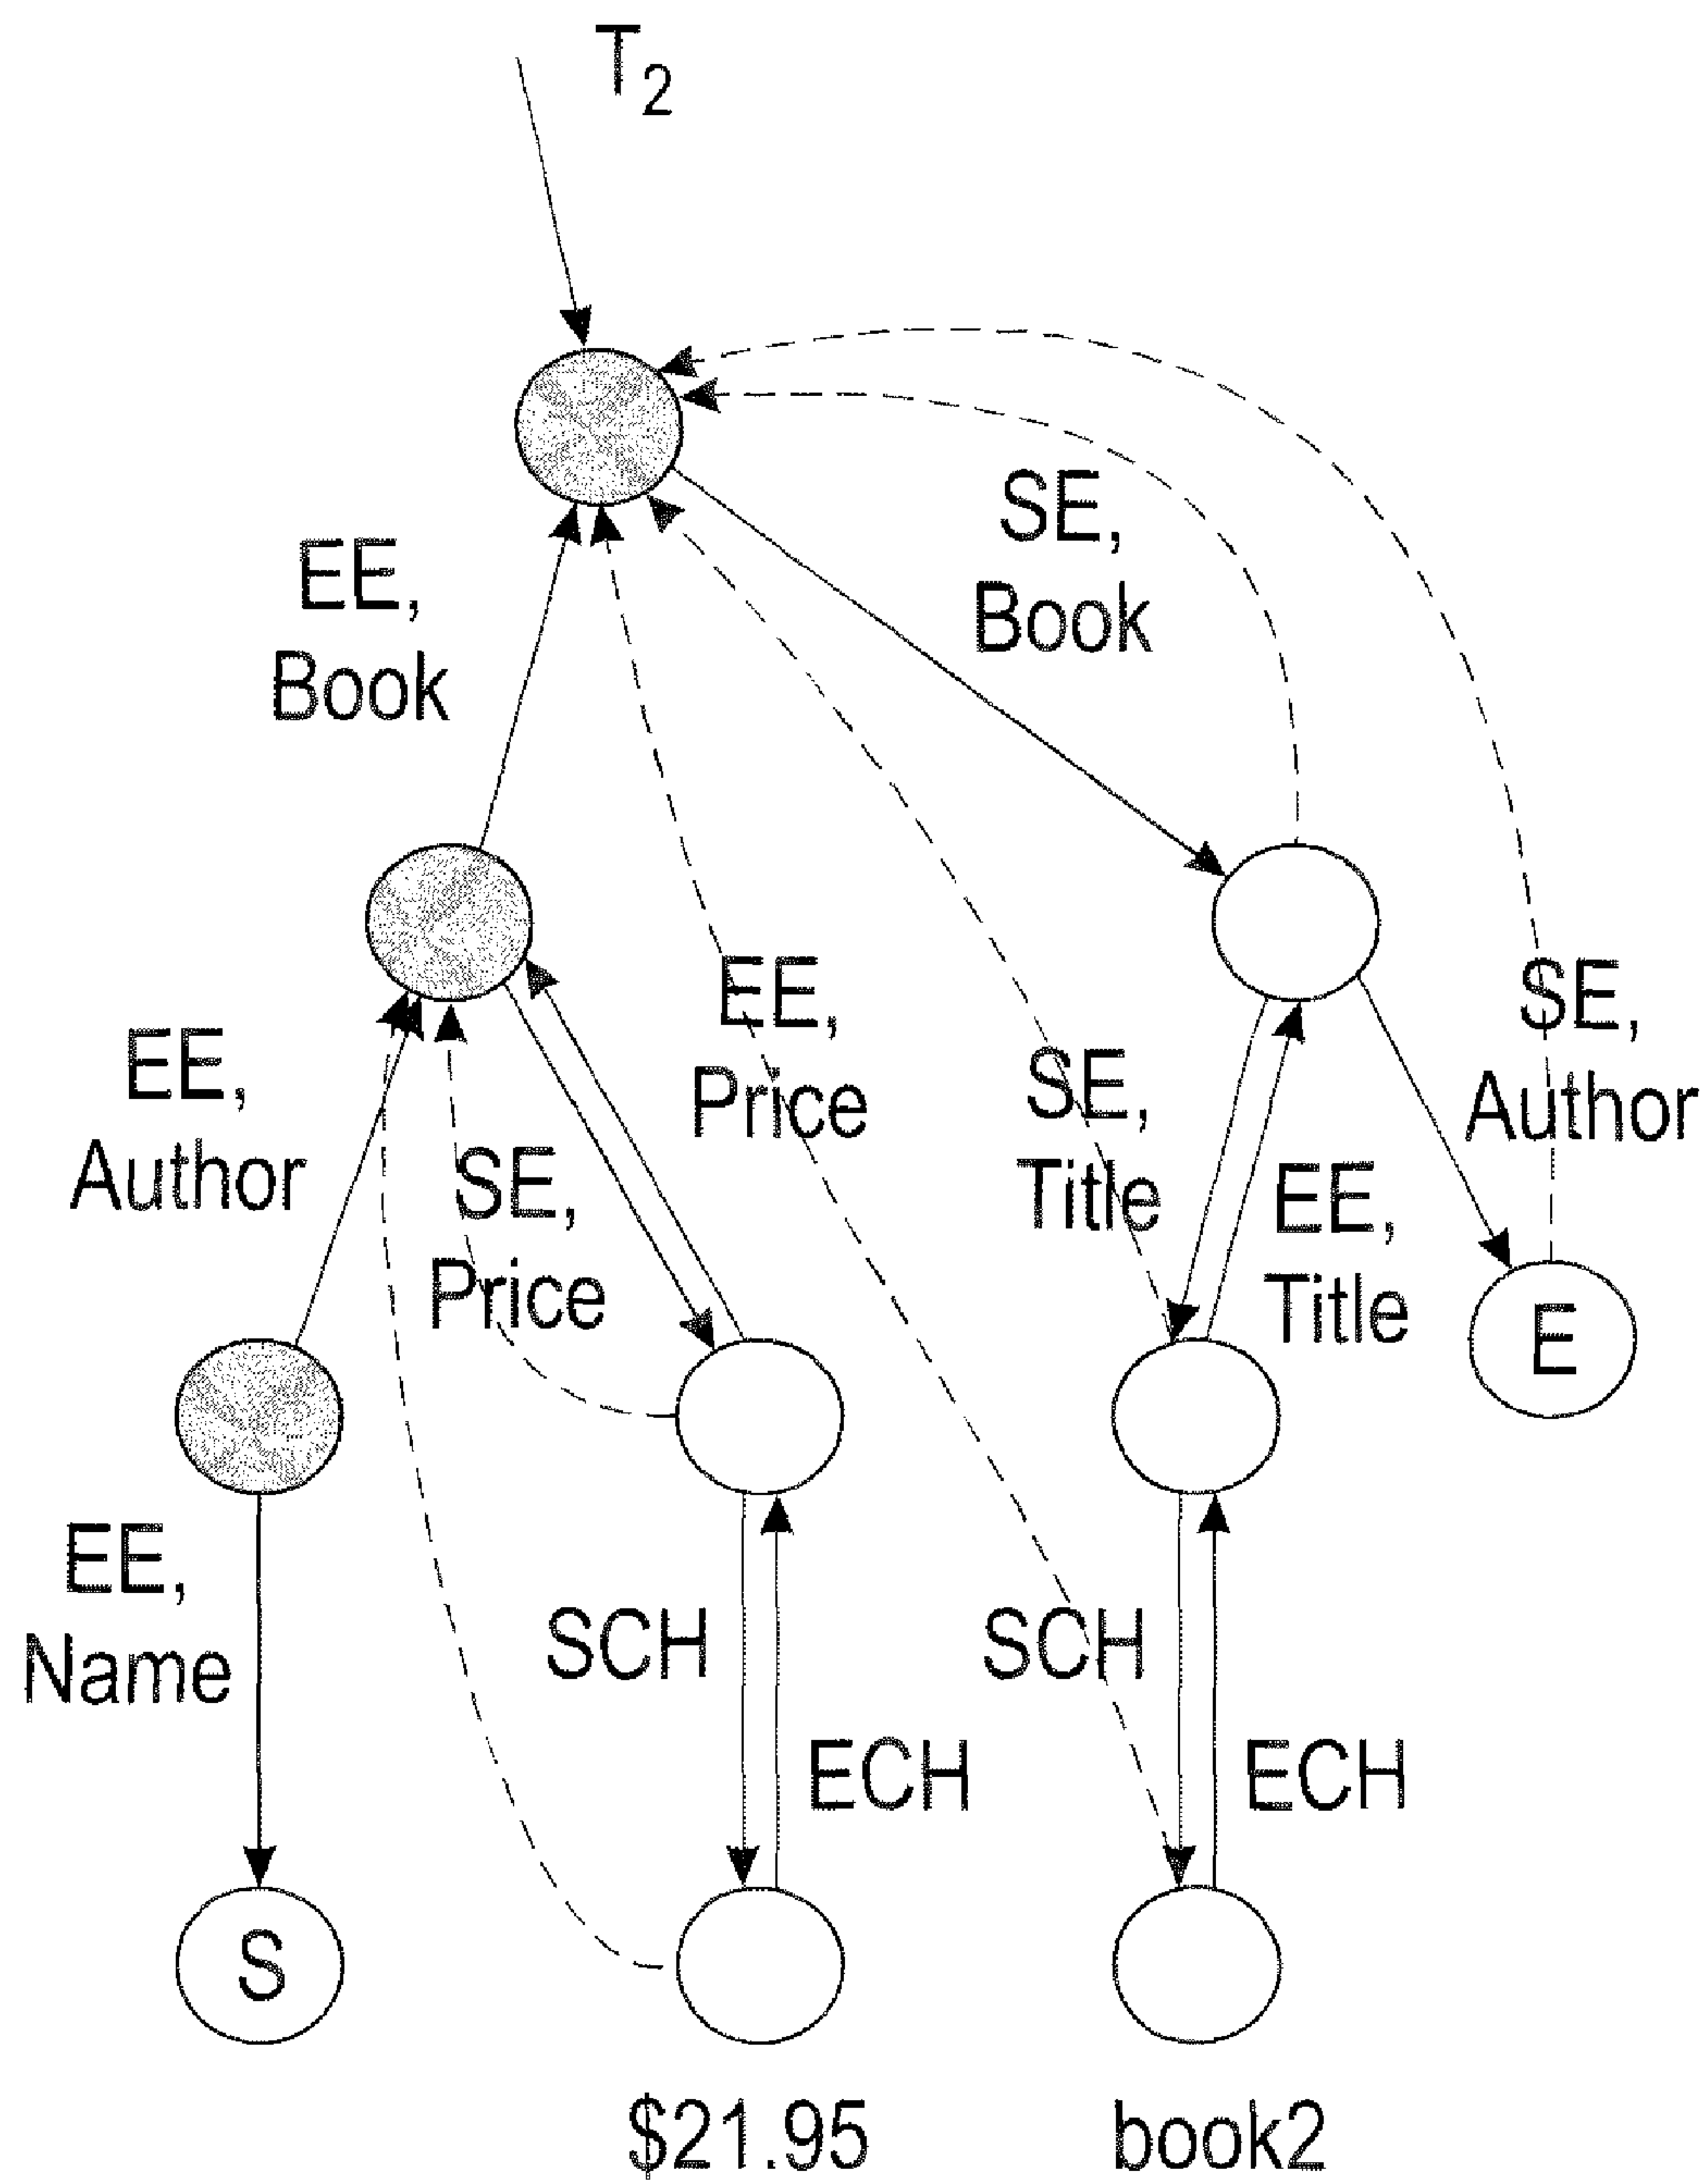 T2
SE,
Book
EE,
Book
EE,
Price
SE,
Author
EE,
Author
SE,
Title
SE,
Price
EE,
Title
E
EE,
Name
SCH
SCH
ECH
ECH
S
$21.95
book2